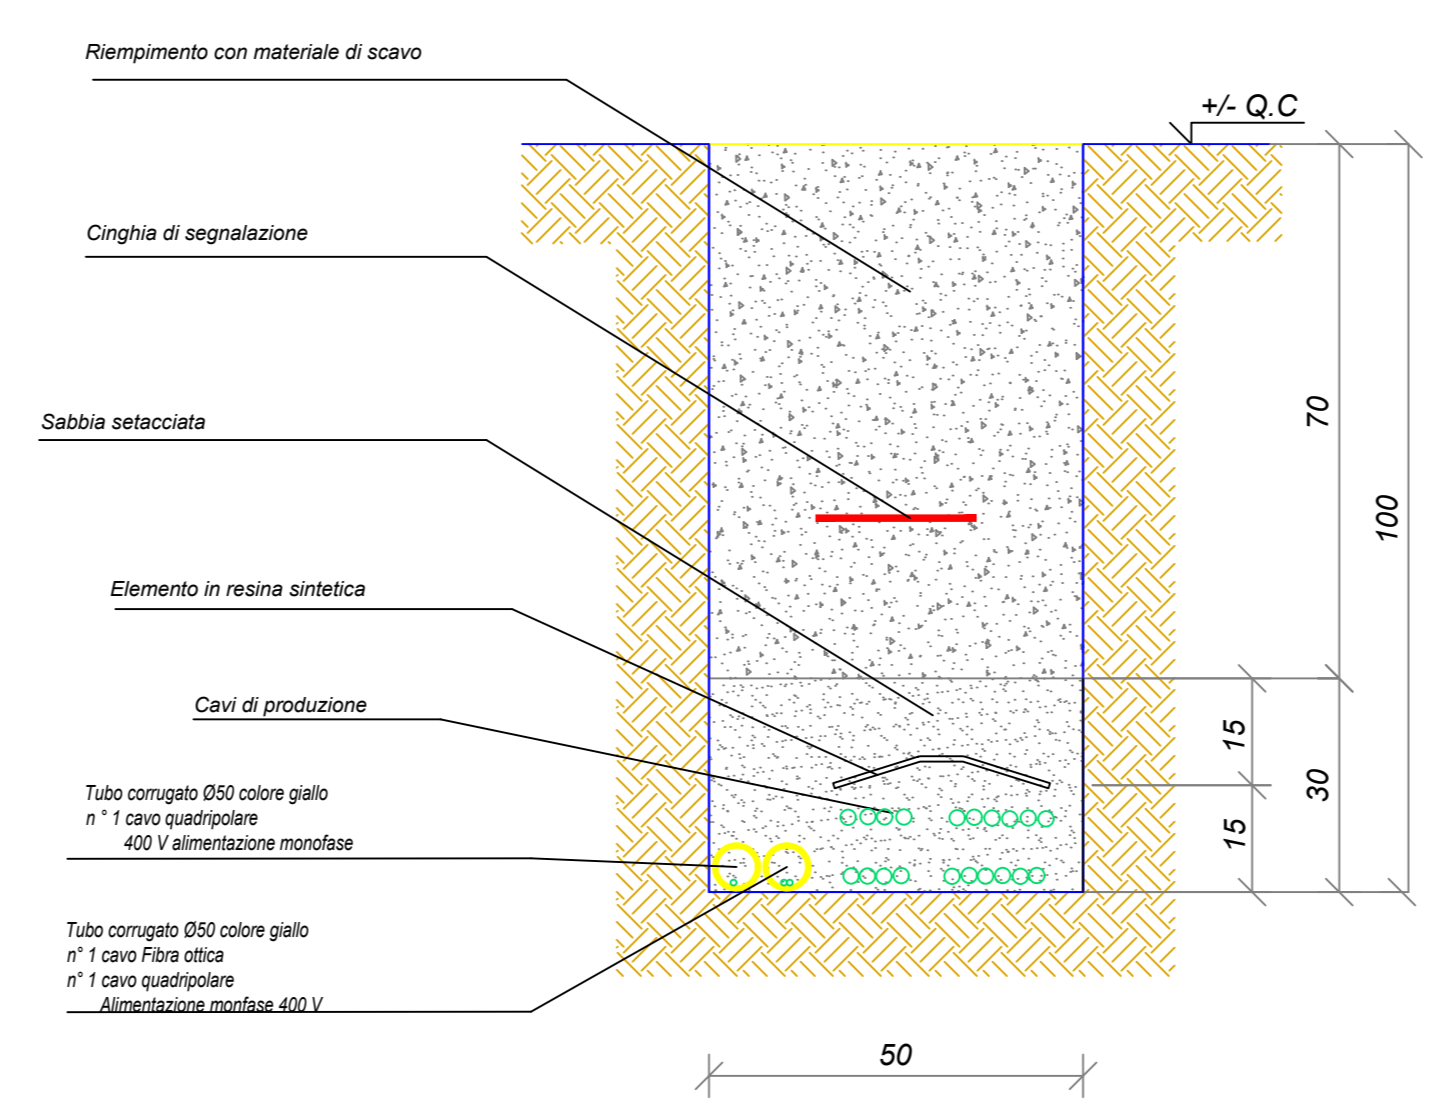 Riempimento con materiale di scavo
+/- Q.C
Cinghia di segnalazione
70
Sabbia setacciata
100
Elemento in resina sintetica
Cavi di produzione
15
30
15
Tubo corrugato Ø50 colore giallo
n ° 1 cavo quadripolare
400 V alimentazione monofase
Tubo corrugato Ø50 colore giallo
n° 1 cavo Fibra ottica
n° 1 cavo quadripolare
Alimentazione monfase 400 V
50